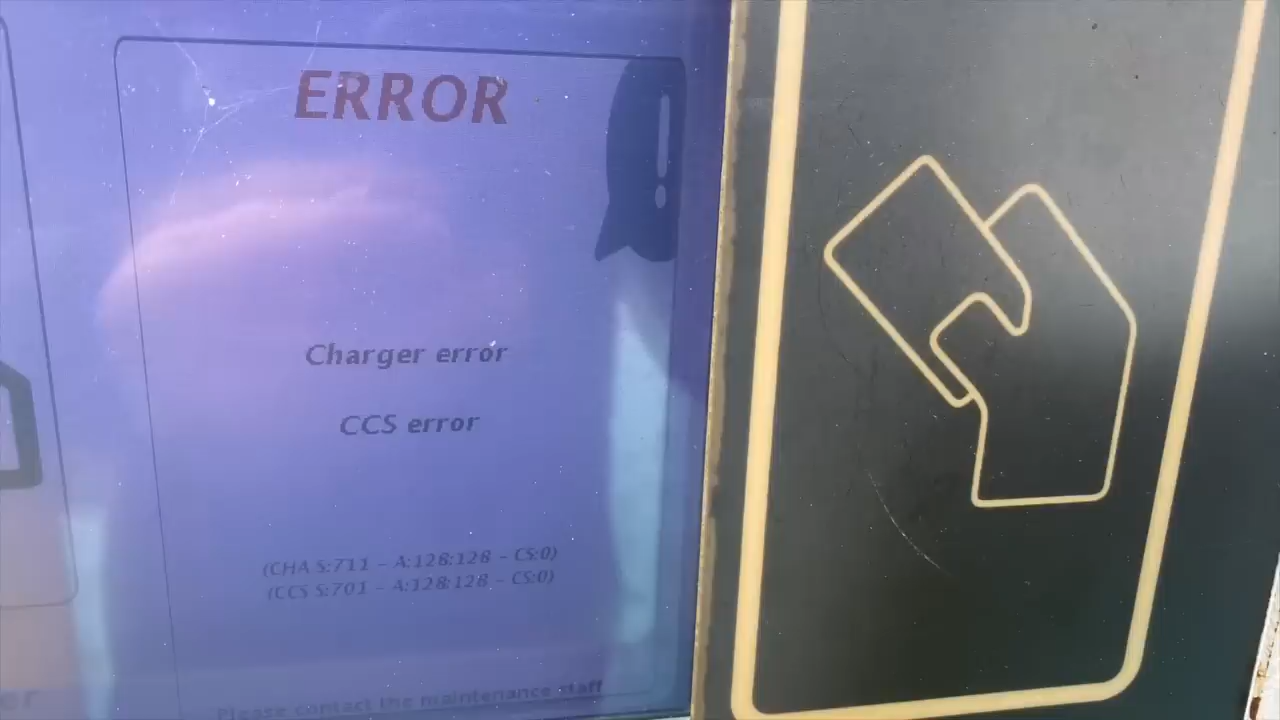 ERROR
Charger error
CCS error
(CHA S:711 - A:128:128 - CS:0)
(CCS S:701 - A:128:128 - CS:0)
Please contact the maintenance staff
er